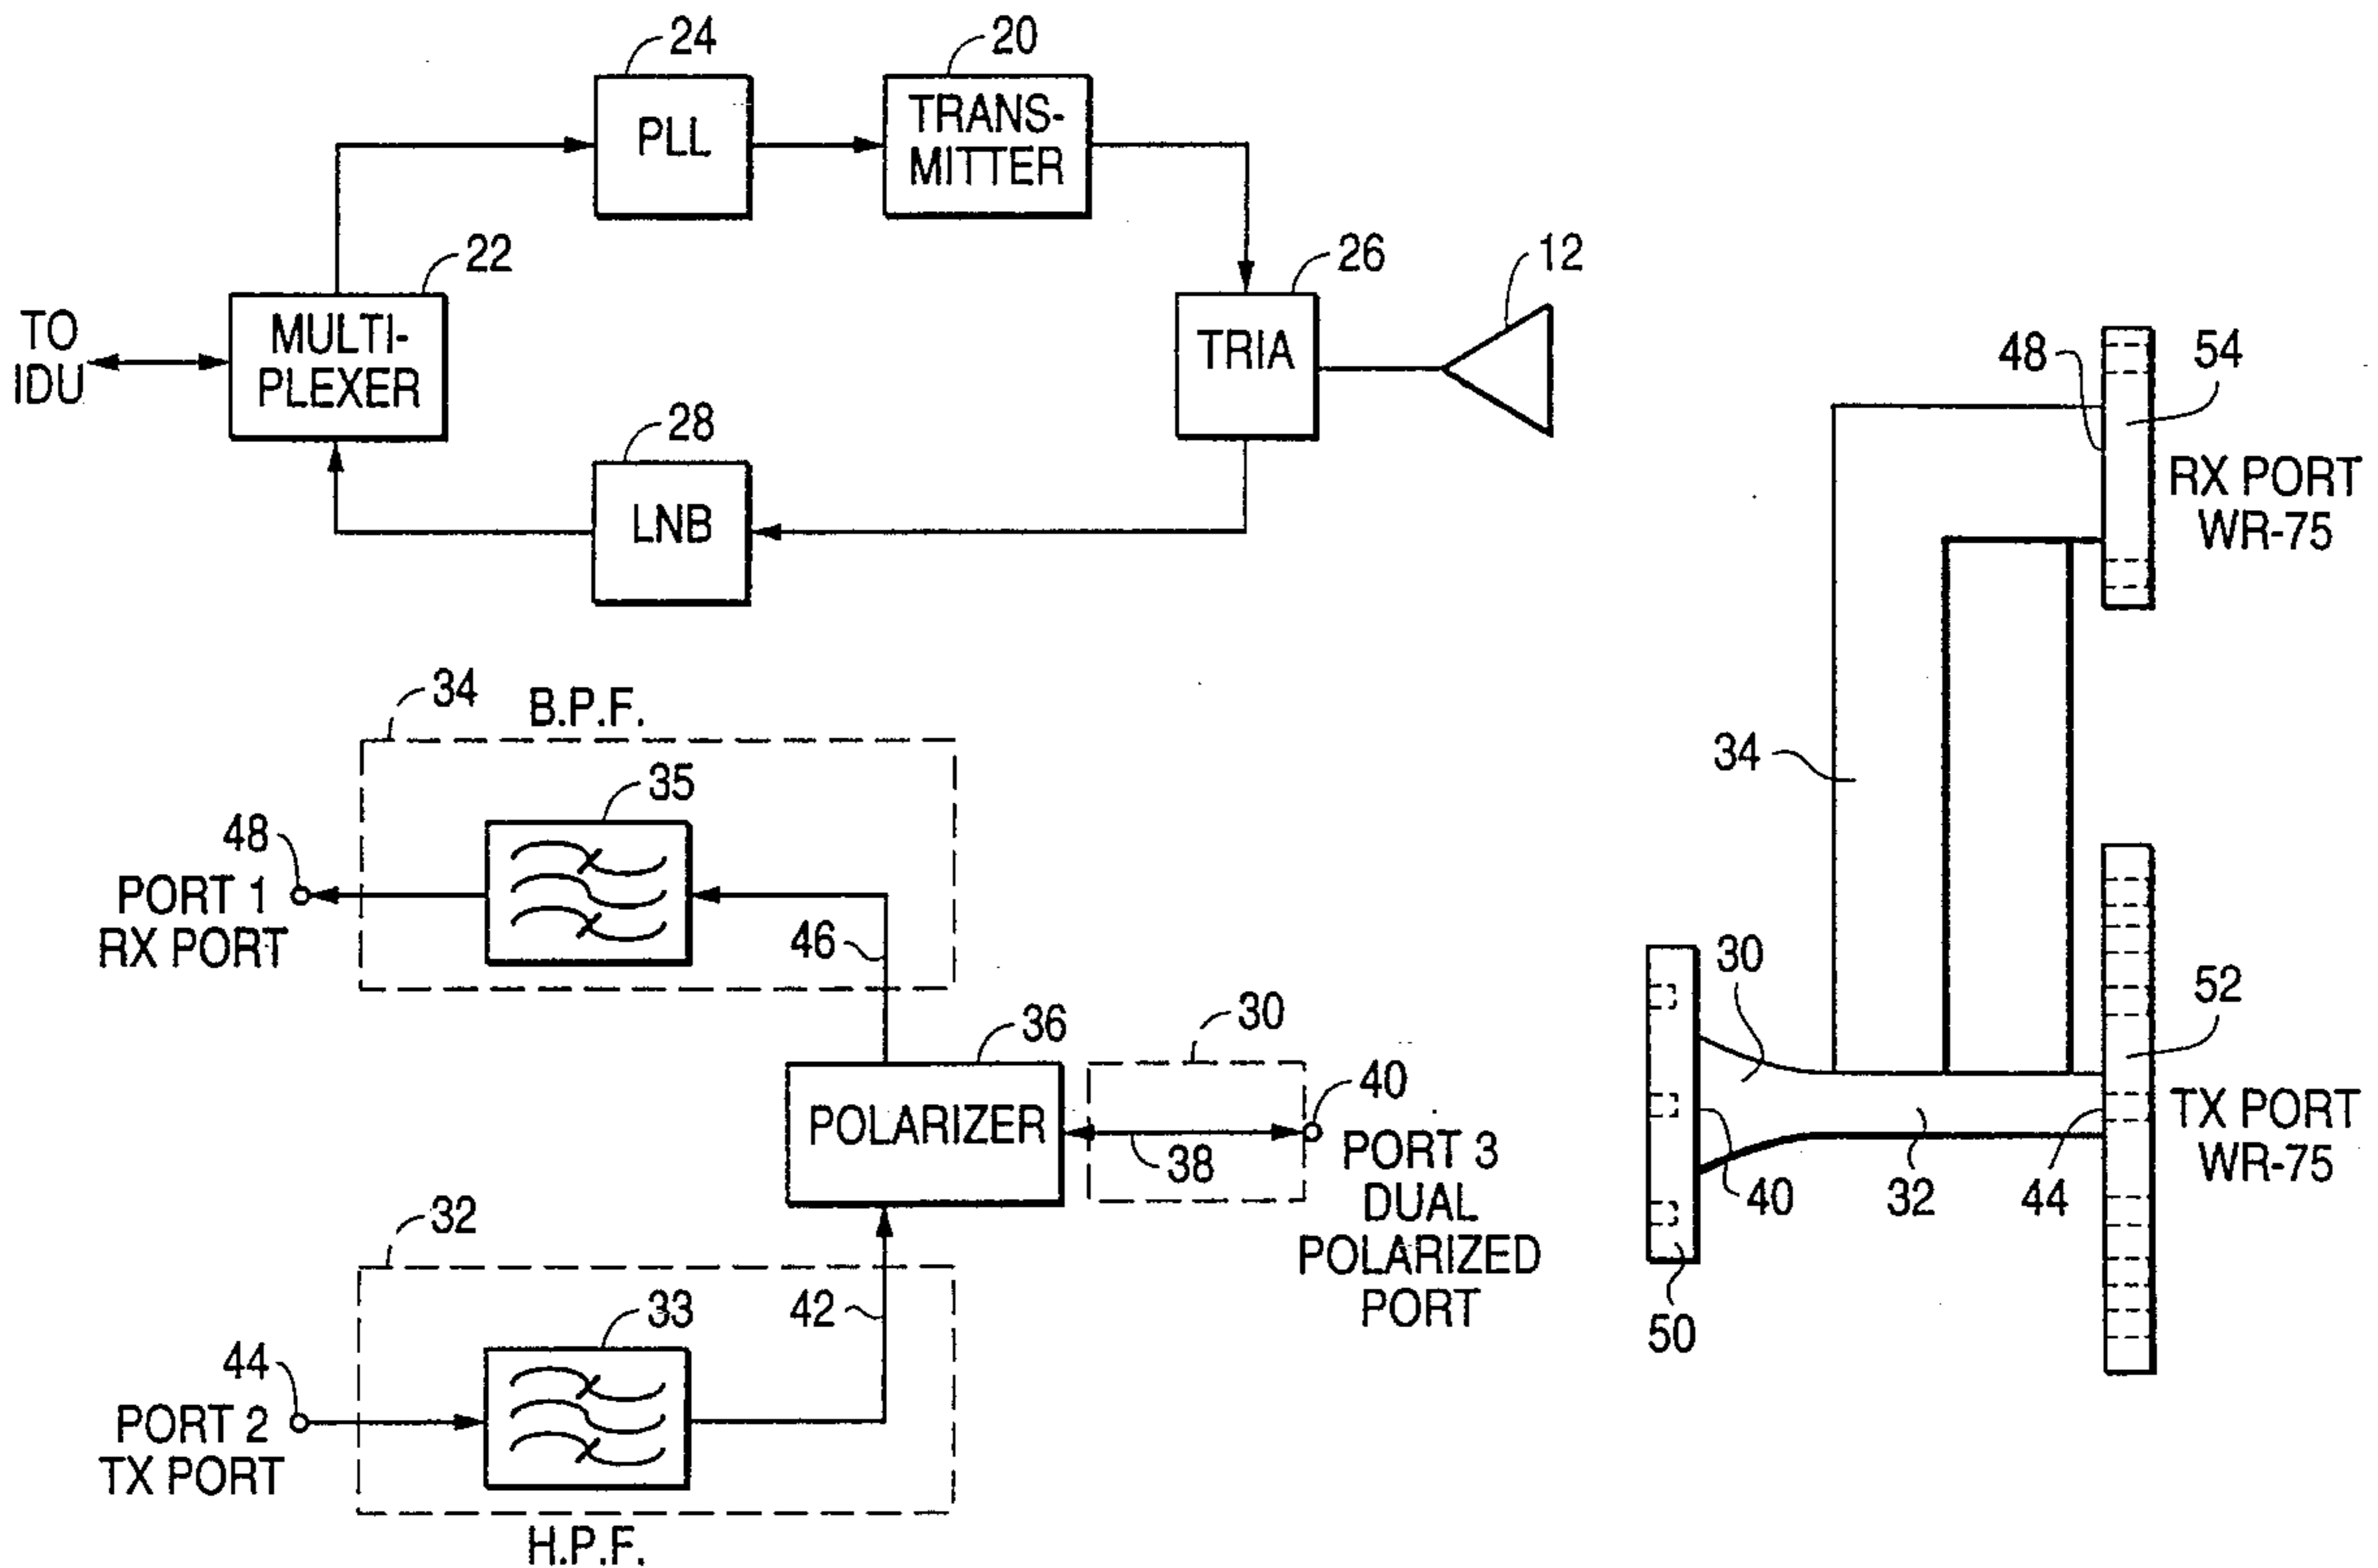 24
PLL
20
TRANS-
MITTER
22
MULTI-
PLEXER
TO
IDU
26
TRIA
12
28
LNB
34
B.P.F.
35
48
PORT 1
RX PORT
46
36
POLARIZER
30
38
40
PORT 3
DUAL
POLARIZED
PORT
32
33
42
44
PORT 2
TX PORT
H.P.F.
48
54
RX PORT
WR-75
34
30
52
TX PORT
WR-75
40
32
44
50